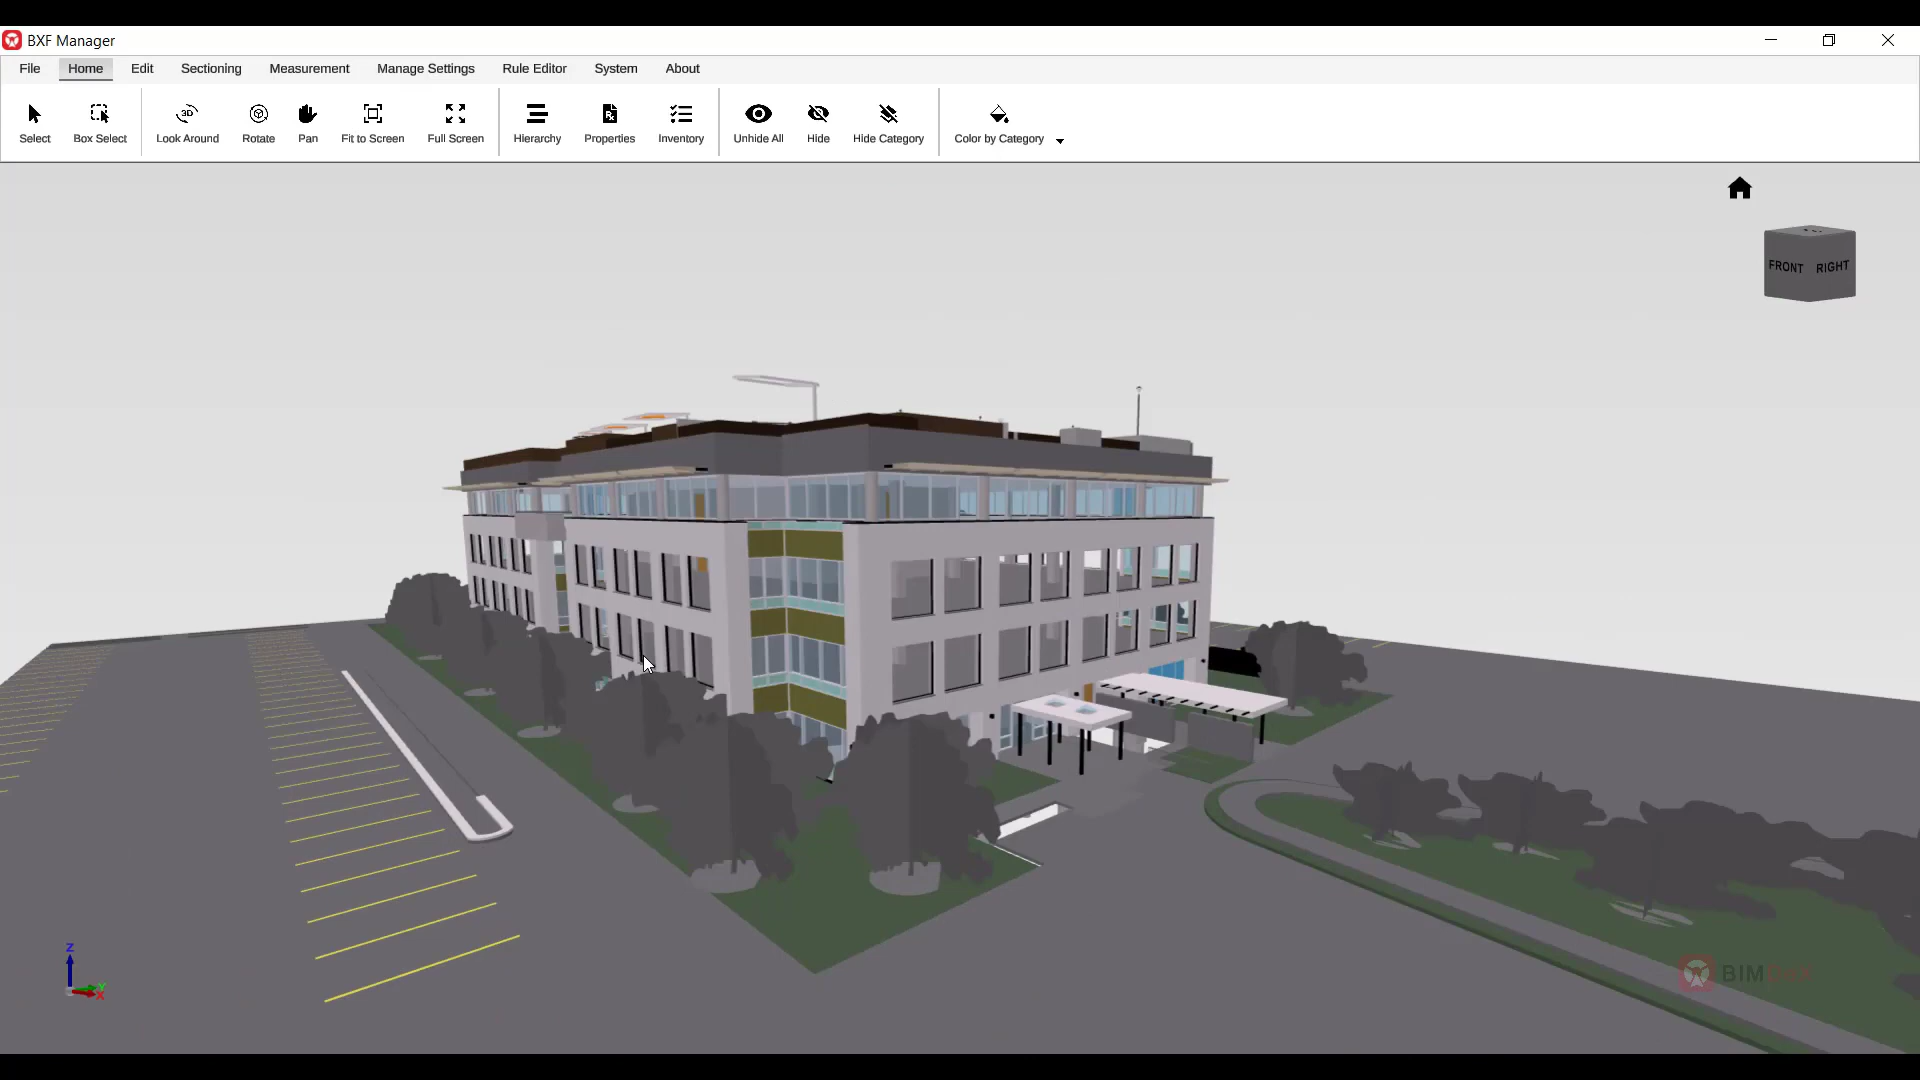 BXF Manager
File Home Edit Sectioning Measurement Manage Settings Rule Editor System About
Select Box Select Look Around Rotate Pan Fit to Screen Full Screen Hierarchy Properties Inventory Unhide All Hide Hide Category Color by Category
3D
FRONT RIGHT
Z
Y
X
BIM